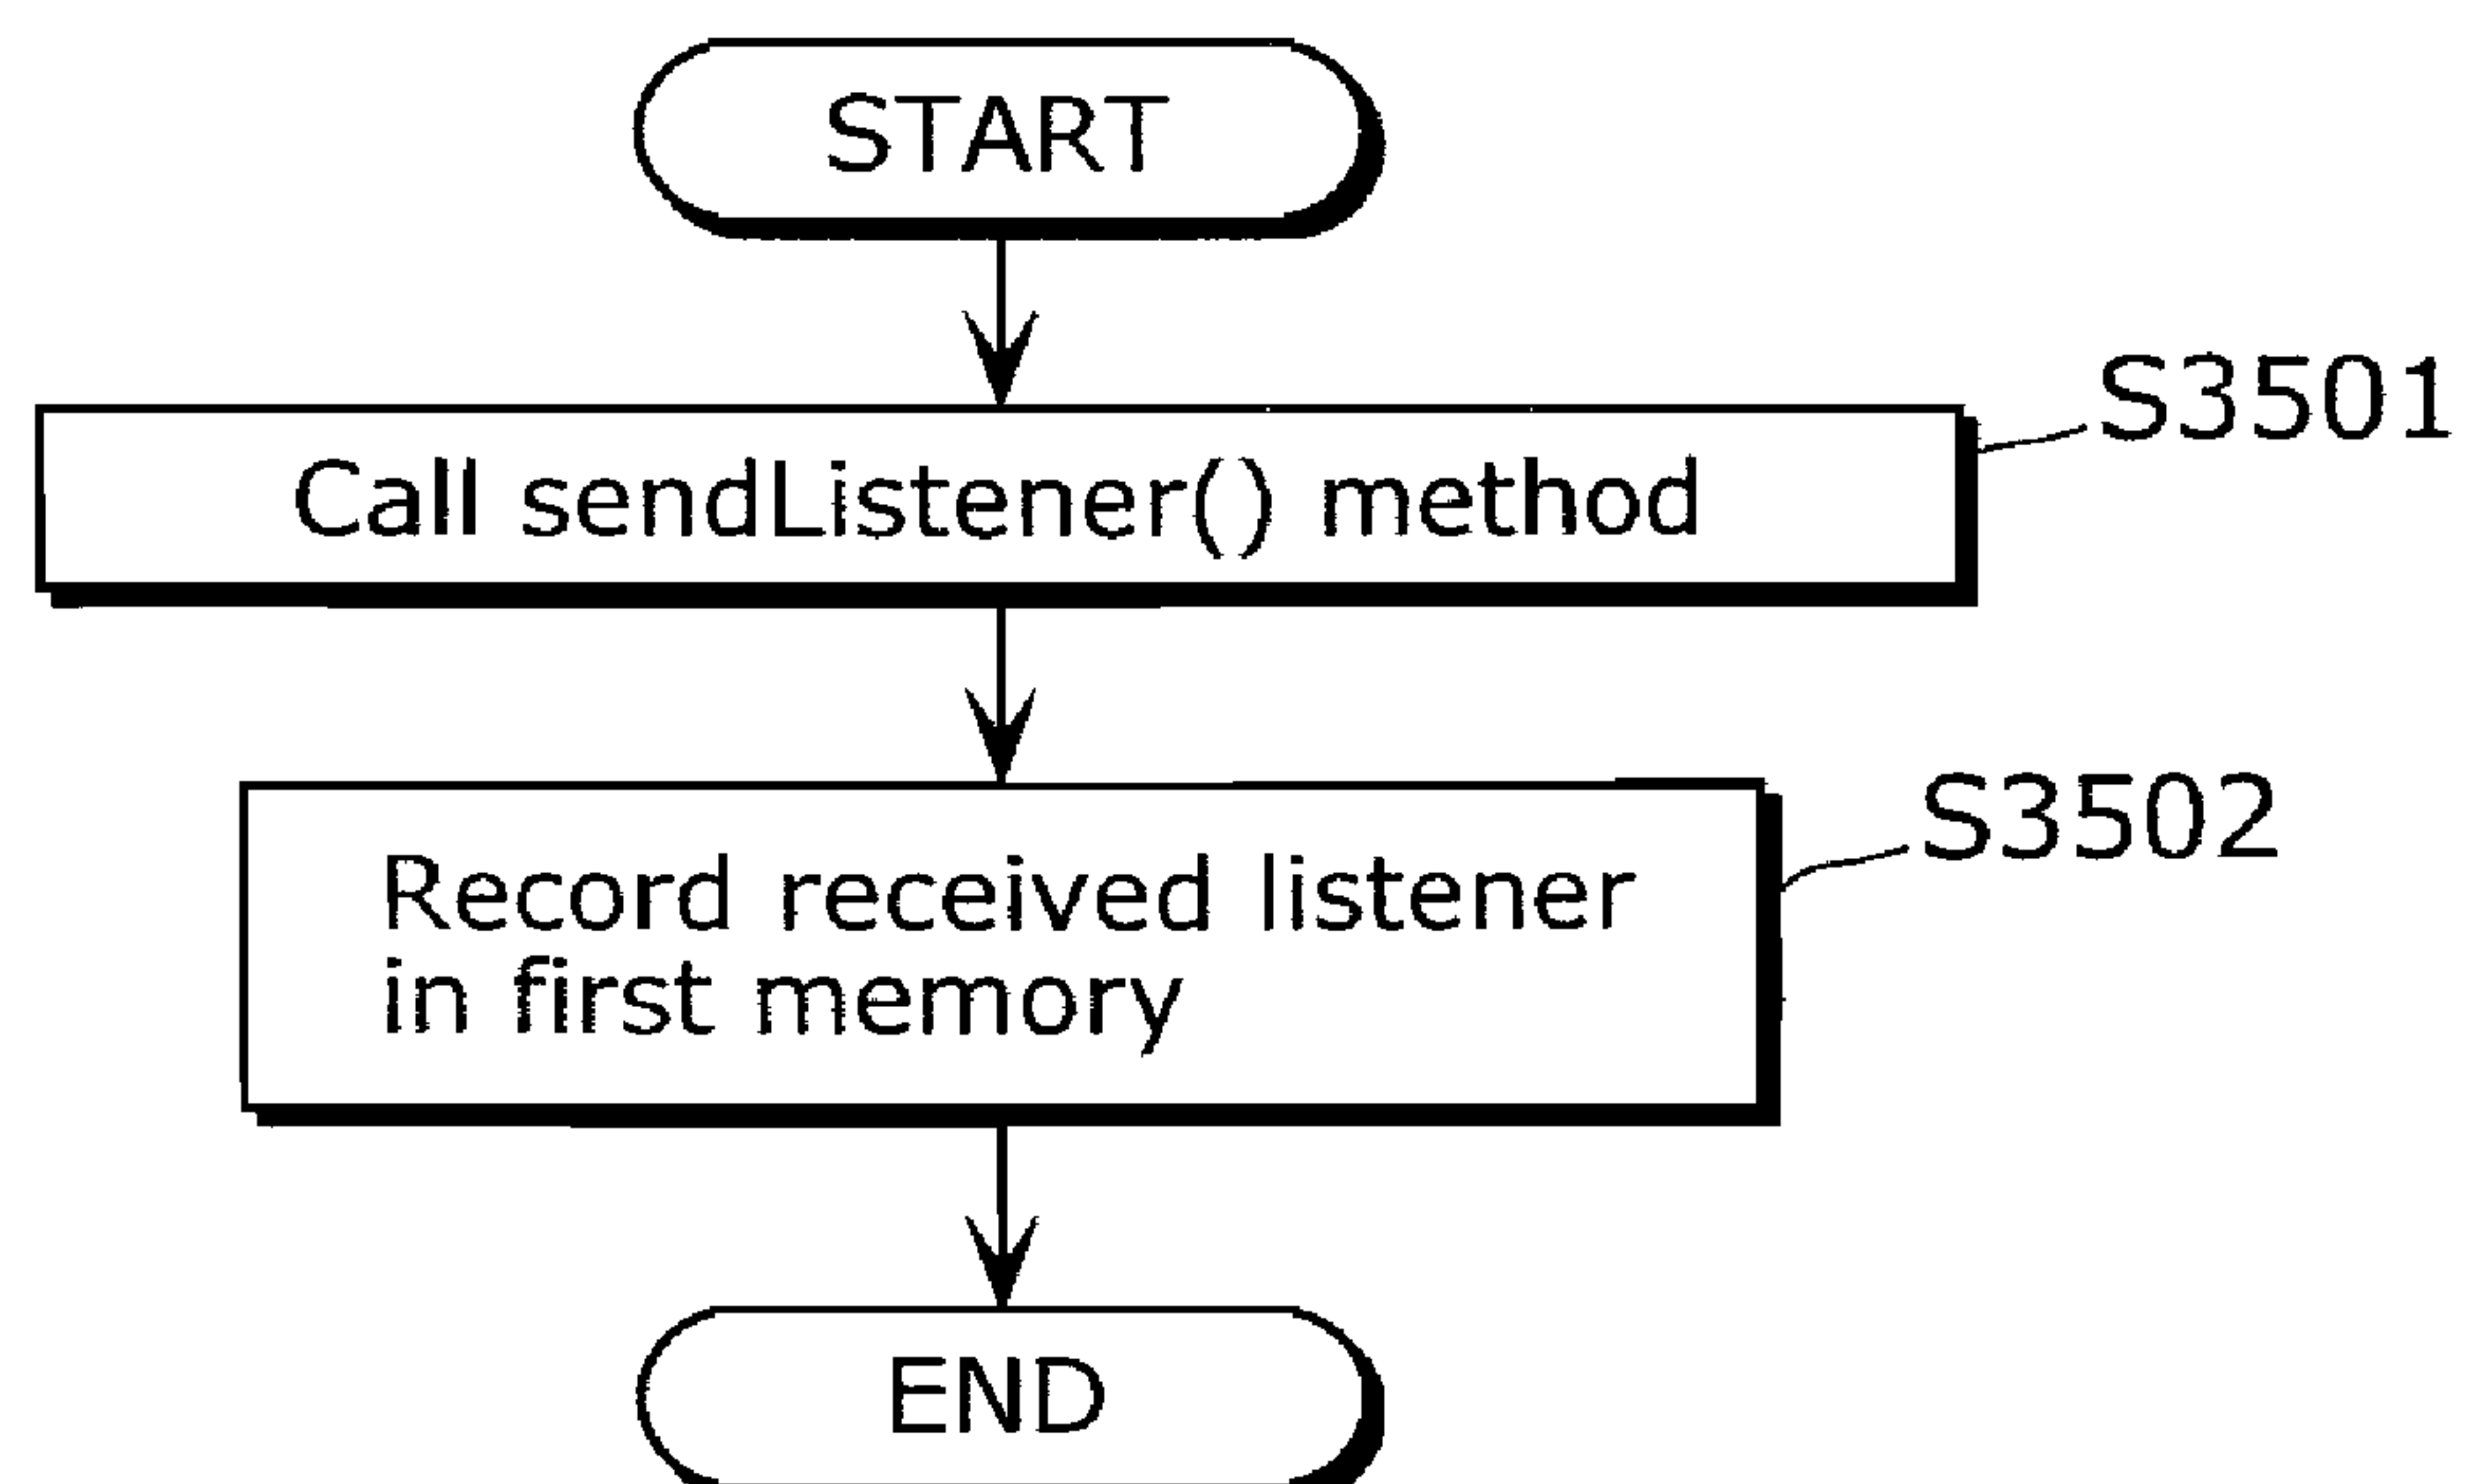 START
S3501
Call sendListener() method
S3502
Record received listener
in first memory
END